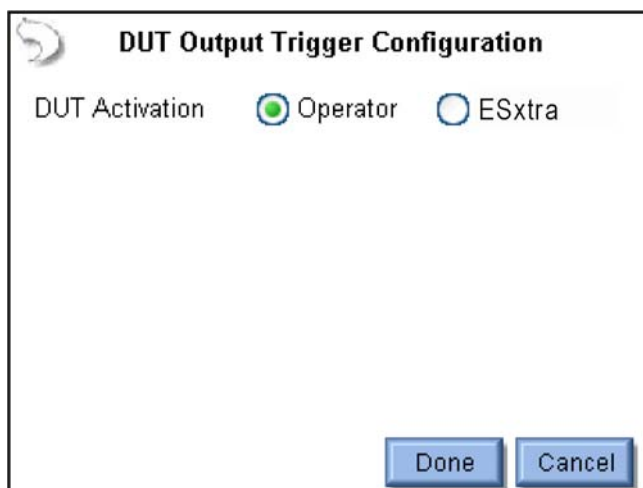 DUT Output Trigger Configuration
DUT Activation Operator ESxtra
Done Cancel